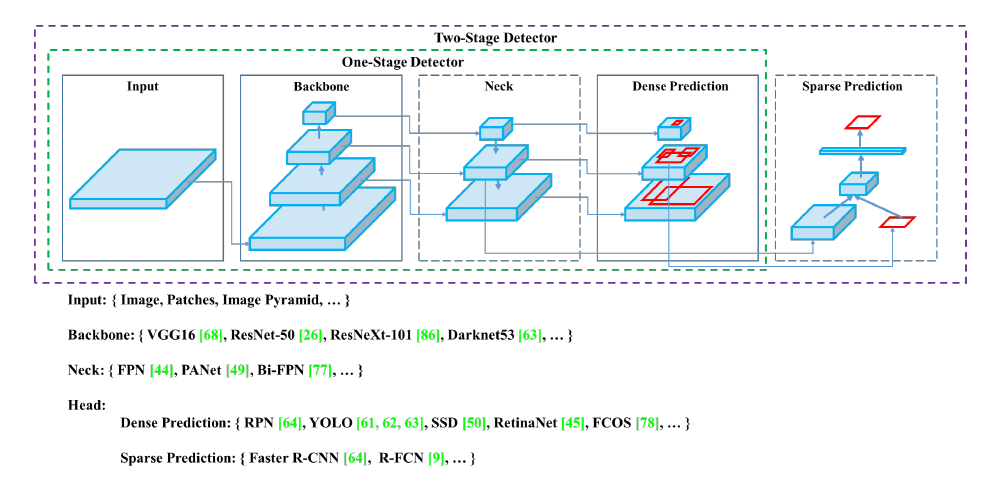 Two-Stage Detector
One-Stage Detector
Input
Backbone
Neck
Dense Prediction
Sparse Prediction
Input: { Image, Patches, Image Pyramid, … }
Backbone: { VGG16 [68], ResNet-50 [26], ResNeXt-101 [86], Darknet53 [63], … }
Neck: { FPN [44], PANet [49], Bi-FPN [77], … }
Head:
Dense Prediction: { RPN [64], YOLO [61, 62, 63], SSD [50], RetinaNet [45], FCOS [78], … }
Sparse Prediction: { Faster R-CNN [64], R-FCN [9], … }